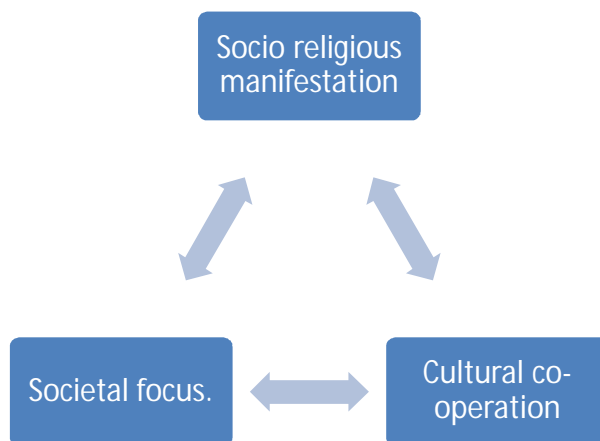 Socio religious
manifestation
Societal focus.
Cultural co-
operation